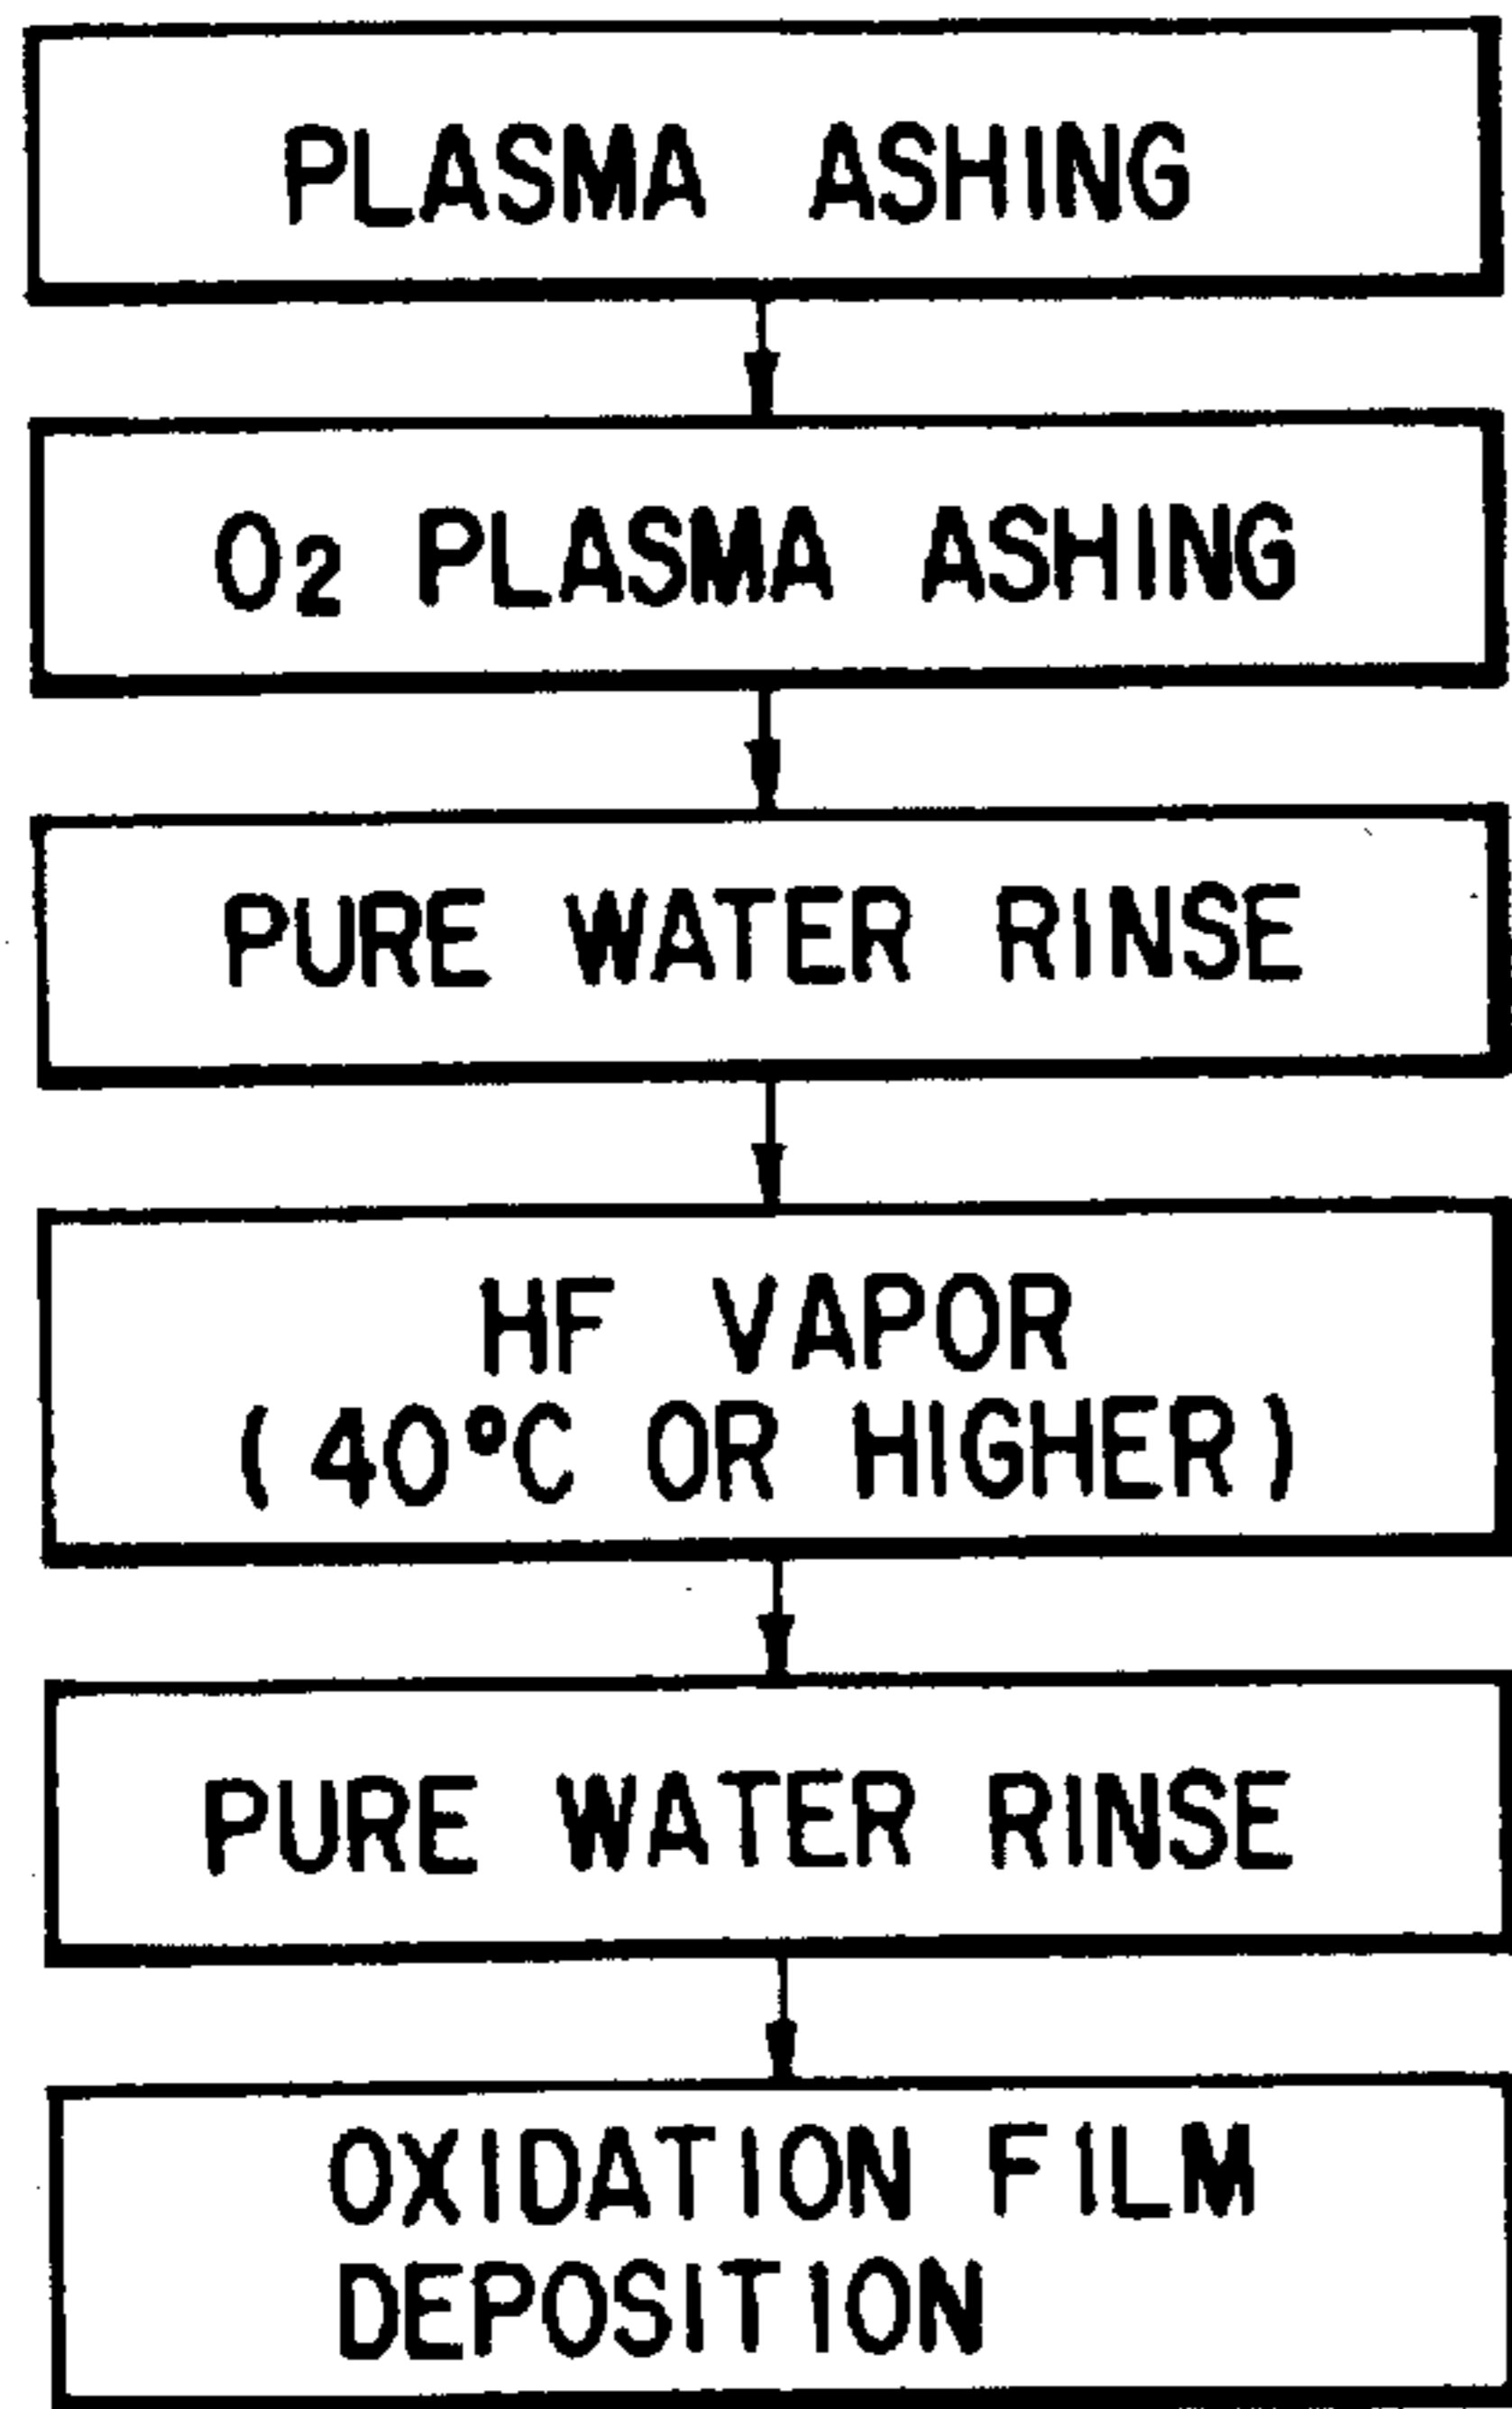 PLASMA ASHING
O₂ PLASMA ASHING
PURE WATER RINSE
HF VAPOR
(40°C OR HIGHER)
PURE WATER RINSE
OXIDATION FILM
DEPOSITION